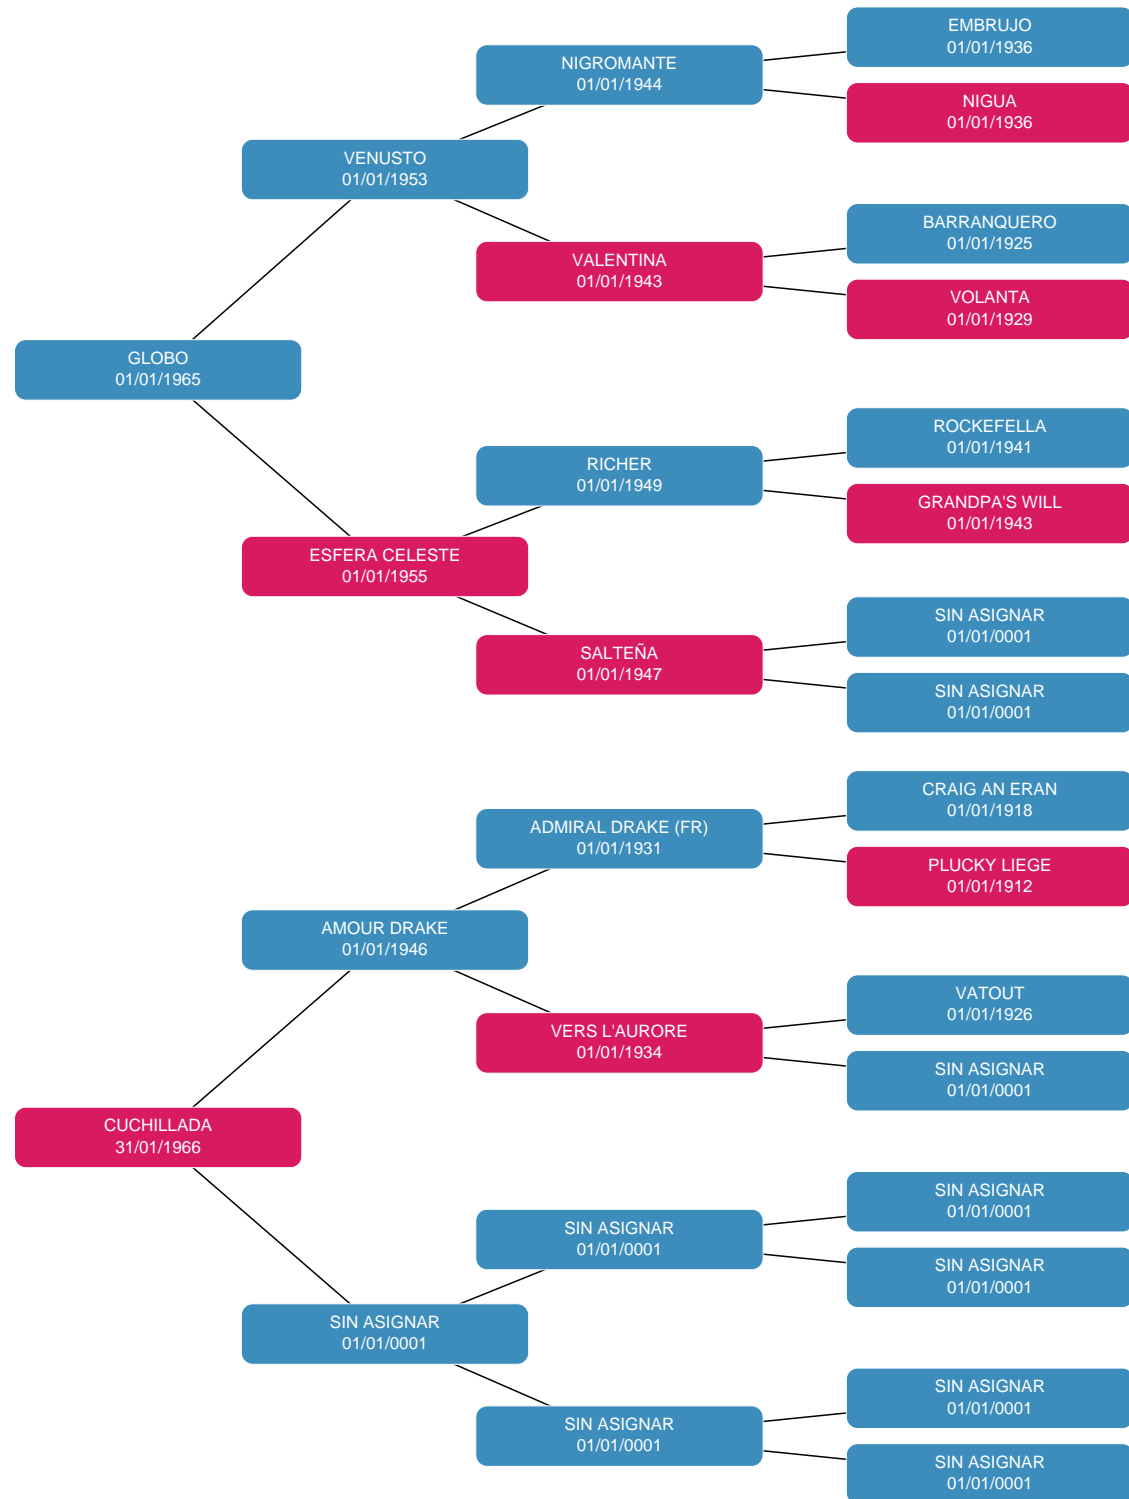 EMBRUJO
01/01/1936
NIGROMANTE
01/01/1944
NIGUA
01/01/1936
VENUSTO
01/01/1953
BARRANQUERO
01/01/1925
VALENTINA
01/01/1943
VOLANTA
01/01/1929
GLOBO
01/01/1965
ROCKEFELLA
01/01/1941
RICHER
01/01/1949
GRANDPA'S WILL
01/01/1943
ESFERA CELESTE
01/01/1955
SIN ASIGNAR
01/01/0001
SALTEÑA
01/01/1947
SIN ASIGNAR
01/01/0001
CRAIG AN ERAN
01/01/1918
ADMIRAL DRAKE (FR)
01/01/1931
PLUCKY LIEGE
01/01/1912
AMOUR DRAKE
01/01/1946
VATOUT
01/01/1926
VERS L'AURORE
01/01/1934
SIN ASIGNAR
01/01/0001
CUCHILLADA
31/01/1966
SIN ASIGNAR
01/01/0001
SIN ASIGNAR
01/01/0001
SIN ASIGNAR
01/01/0001
SIN ASIGNAR
01/01/0001
SIN ASIGNAR
01/01/0001
SIN ASIGNAR
01/01/0001
SIN ASIGNAR
01/01/0001